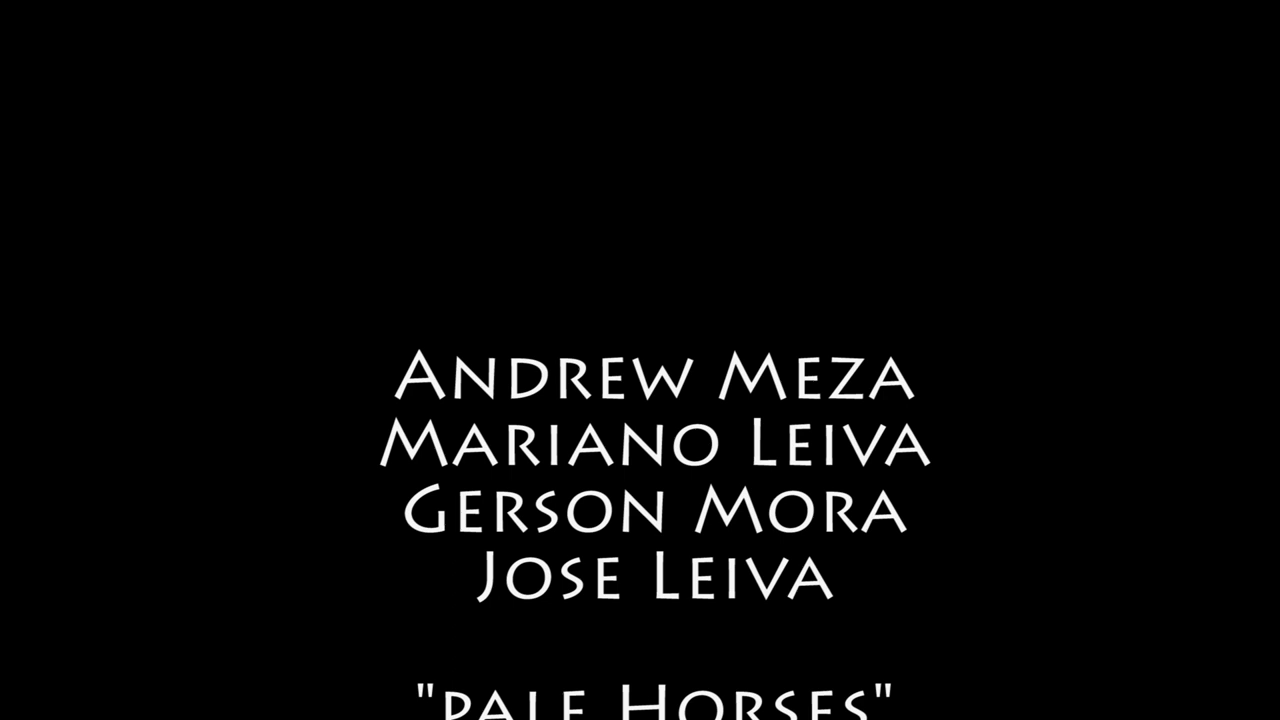 Andrew Meza
Mariano Leiva
Gerson Mora
Jose Leiva
"pale Horses"